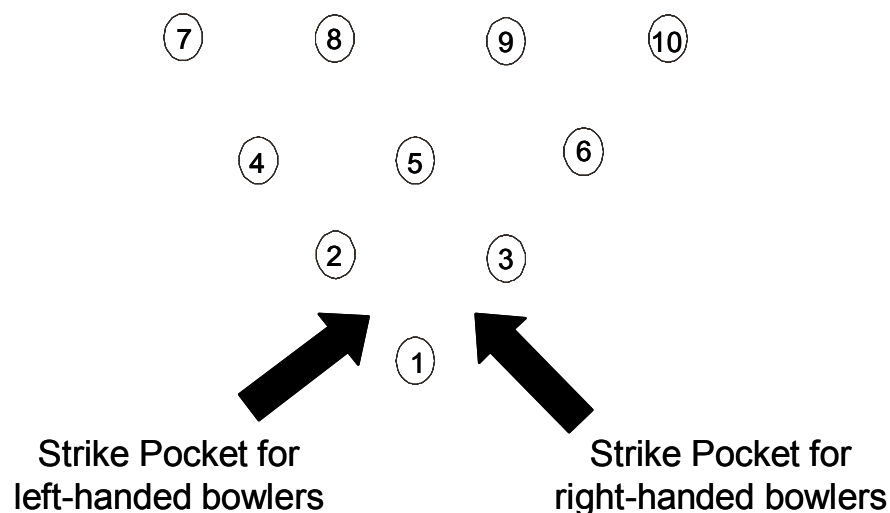 7 8 9 10
4 5 6
2 3
1
Strike Pocket for
left-handed bowlers
Strike Pocket for
right-handed bowlers